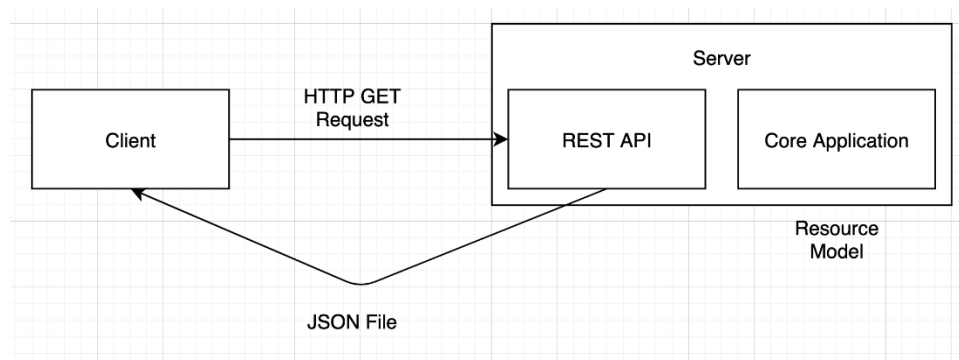 Server
HTTP GET
Request
Client
REST API
Core Application
Resource
Model
JSON File